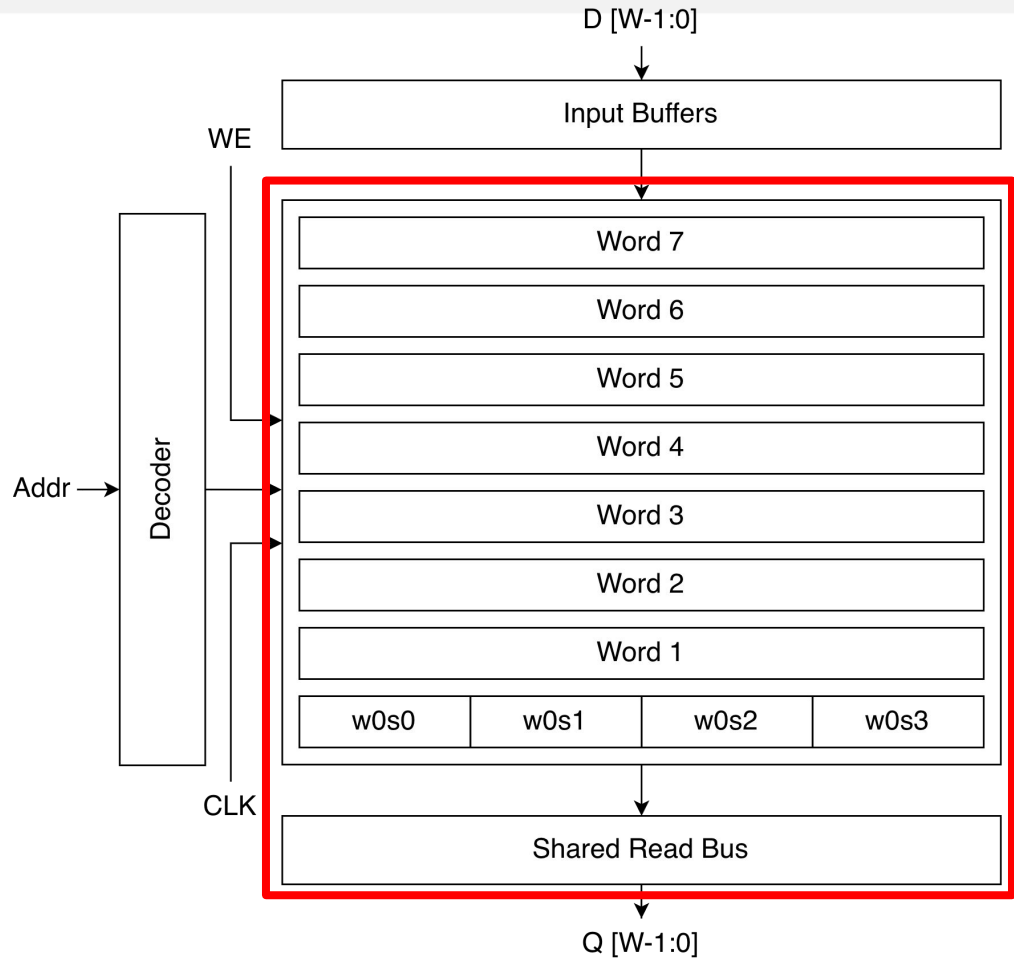 D [W-1:0]
Input Buffers
WE
Word 7
Word 6
Word 5
Word 4
Addr
Decoder
Word 3
Word 2
Word 1
w0s0 w0s1 w0s2 w0s3
CLK
Shared Read Bus
Q [W-1:0]